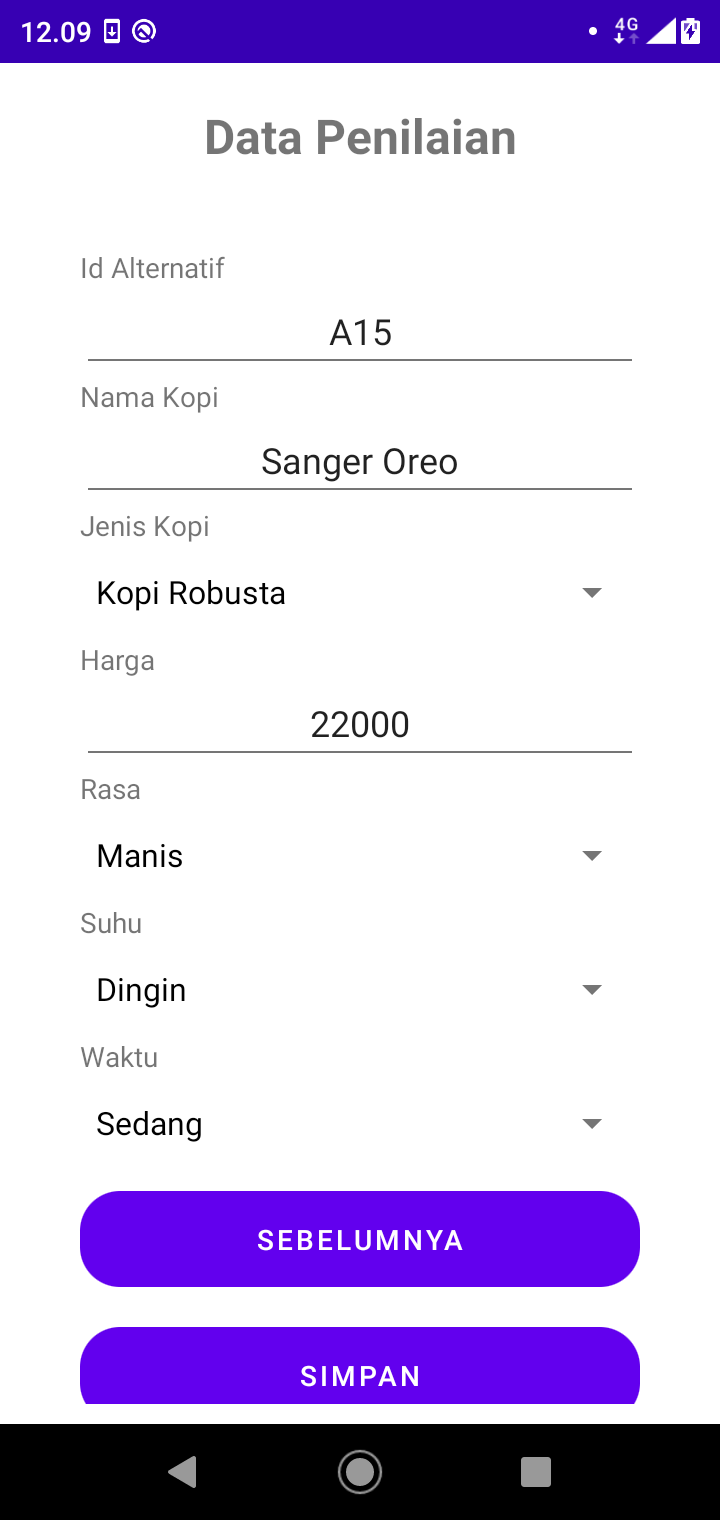 12.09
4G
Data Penilaian
Id Alternatif
A15
Nama Kopi
Sanger Oreo
Jenis Kopi
Kopi Robusta
Harga
22000
Rasa
Manis
Suhu
Dingin
Waktu
Sedang
SEBELUMNYA
SIMPAN